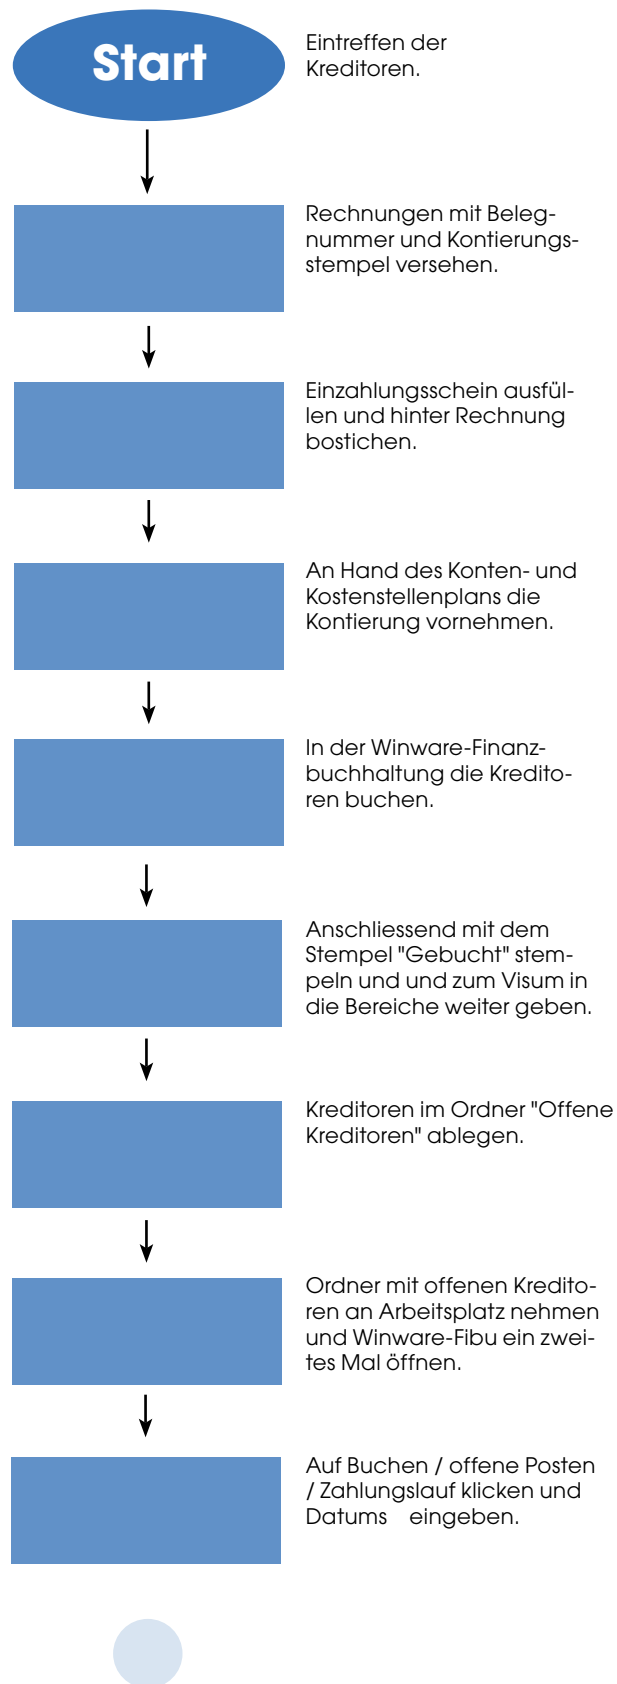 Start
Eintreffen der
Kreditoren.
Rechnungen mit Beleg-
nummer und Kontierungs-
stempel versehen.
Einzahlungsschein ausfül-
len und hinter Rechnung
bostichen.
An Hand des Konten- und
Kostenstellenplans die
Kontierung vornehmen.
In der Winware-Finanz-
buchhaltung die Kredito-
ren buchen.
Anschliessend mit dem
Stempel "Gebucht" stem-
peln und und zum Visum in
die Bereiche weiter geben.
Kreditoren im Ordner "Offene
Kreditoren" ablegen.
Ordner mit offenen Kredito-
ren an Arbeitsplatz nehmen
und Winware-Fibu ein zwei-
tes Mal öffnen.
Auf Buchen / offene Posten
/ Zahlungslauf klicken und
Datums eingeben.